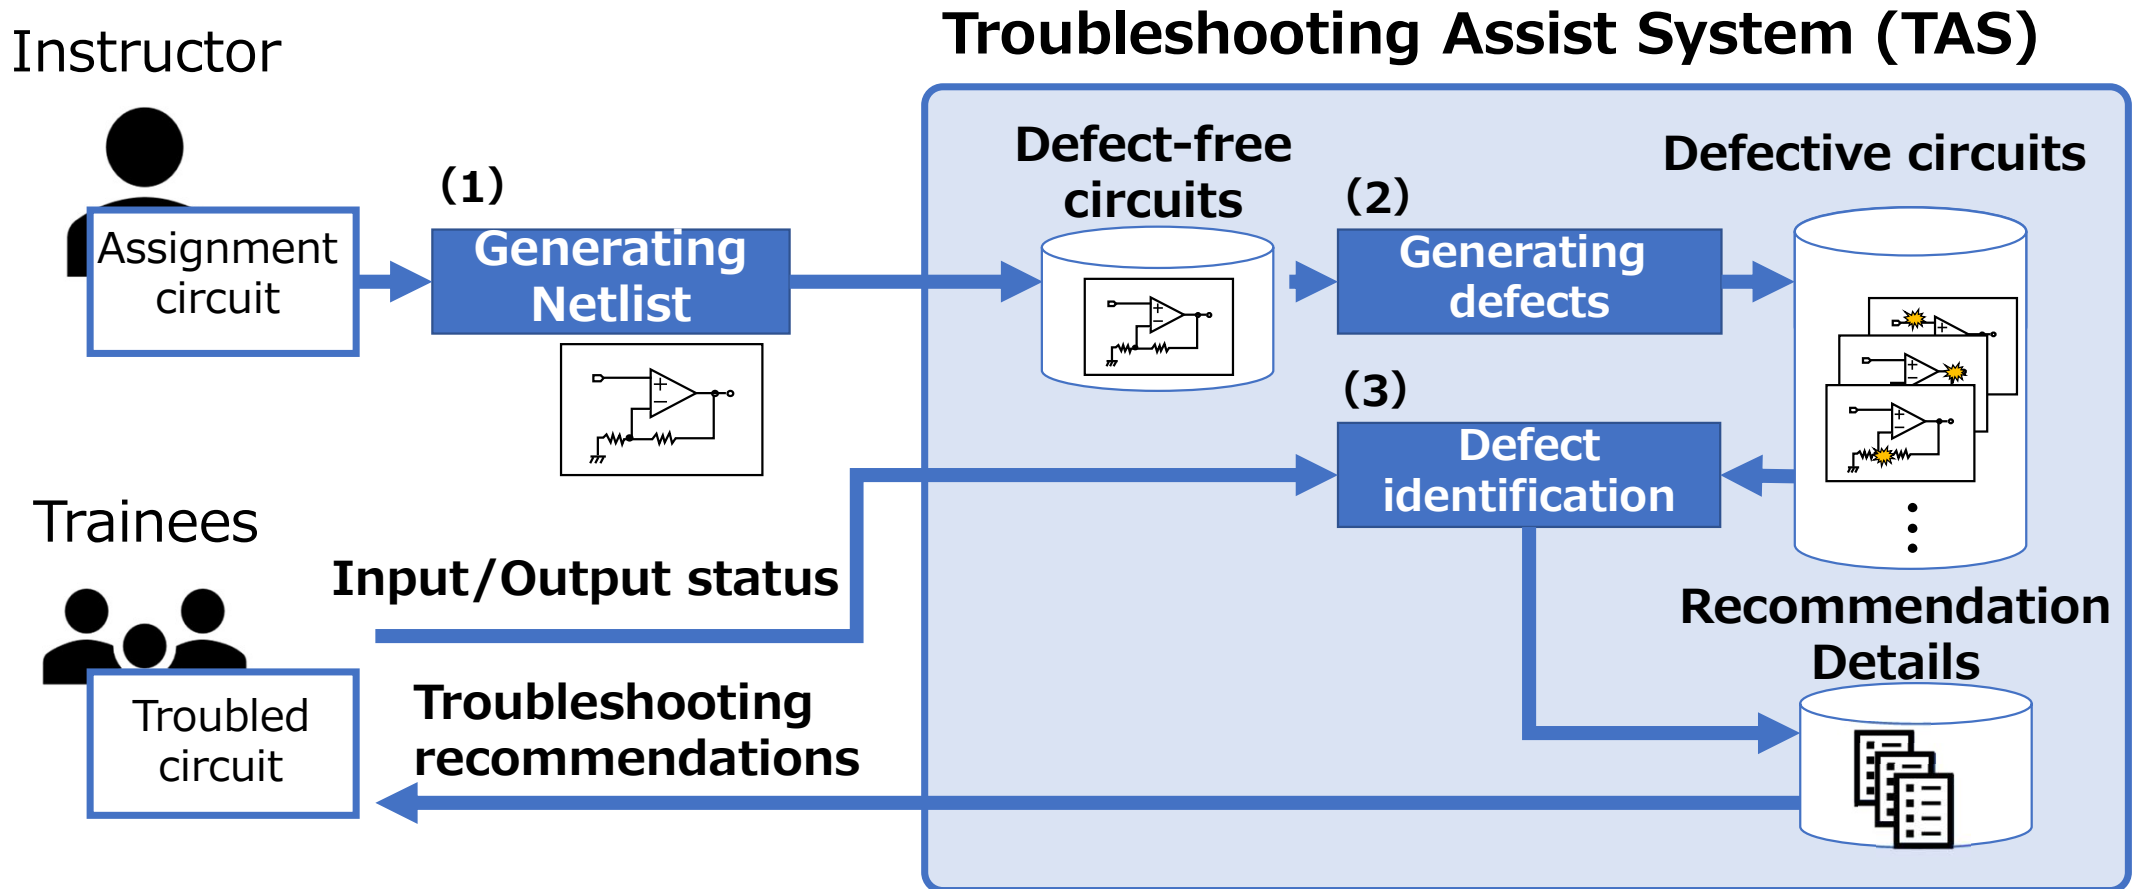 Troubleshooting Assist System (TAS)
Instructor
Assignment
circuit
(1)
Generating
Netlist
Defect-free
circuits
(2)
Generating
defects
Defective circuits
(3)
Defect
identification
Trainees
Input/Output status
Troubled
circuit
Troubleshooting
recommendations
Recommendation
Details